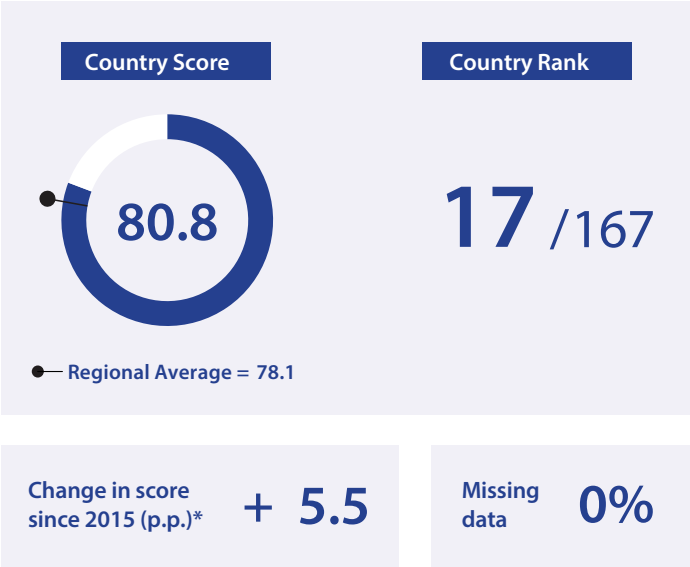 Country Score
Country Rank
80.8
17 /167
Regional Average = 78.1
Change in score
since 2015 (p.p.)*
+ 5.5
Missing
data
0%